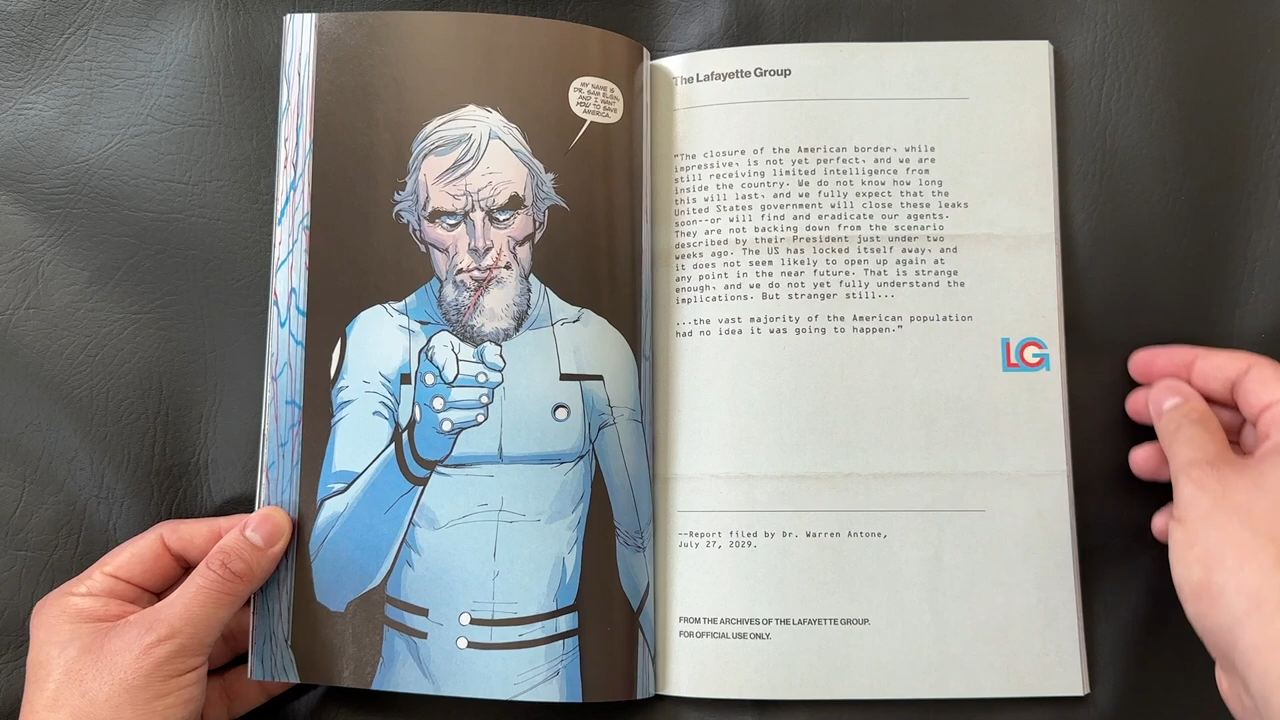 MY NAME IS
DR. SAM ELGIN,
AND I WANT
YOU TO SAVE
AMERICA.
The Lafayette Group
"The closure of the American border, while
impressive, is not yet perfect, and we are
still receiving limited intelligence from
inside the country. We do not know how long
this will last, and we fully expect that the
United States government will close these leaks
soon--or will find and eradicate our agents.
They are not backing down from the scenario
described by their President just under two
weeks ago. The US has locked itself away, and
it does not seem likely to open up again at
any point in the near future. That is strange
enough, and we do not yet fully understand the
implications. But stranger still...
...the vast majority of the American population
had no idea it was going to happen."
LG
--Report filed by Dr. Warren Antone,
July 27, 2029.
FROM THE ARCHIVES OF THE LAFAYETTE GROUP.
FOR OFFICIAL USE ONLY.